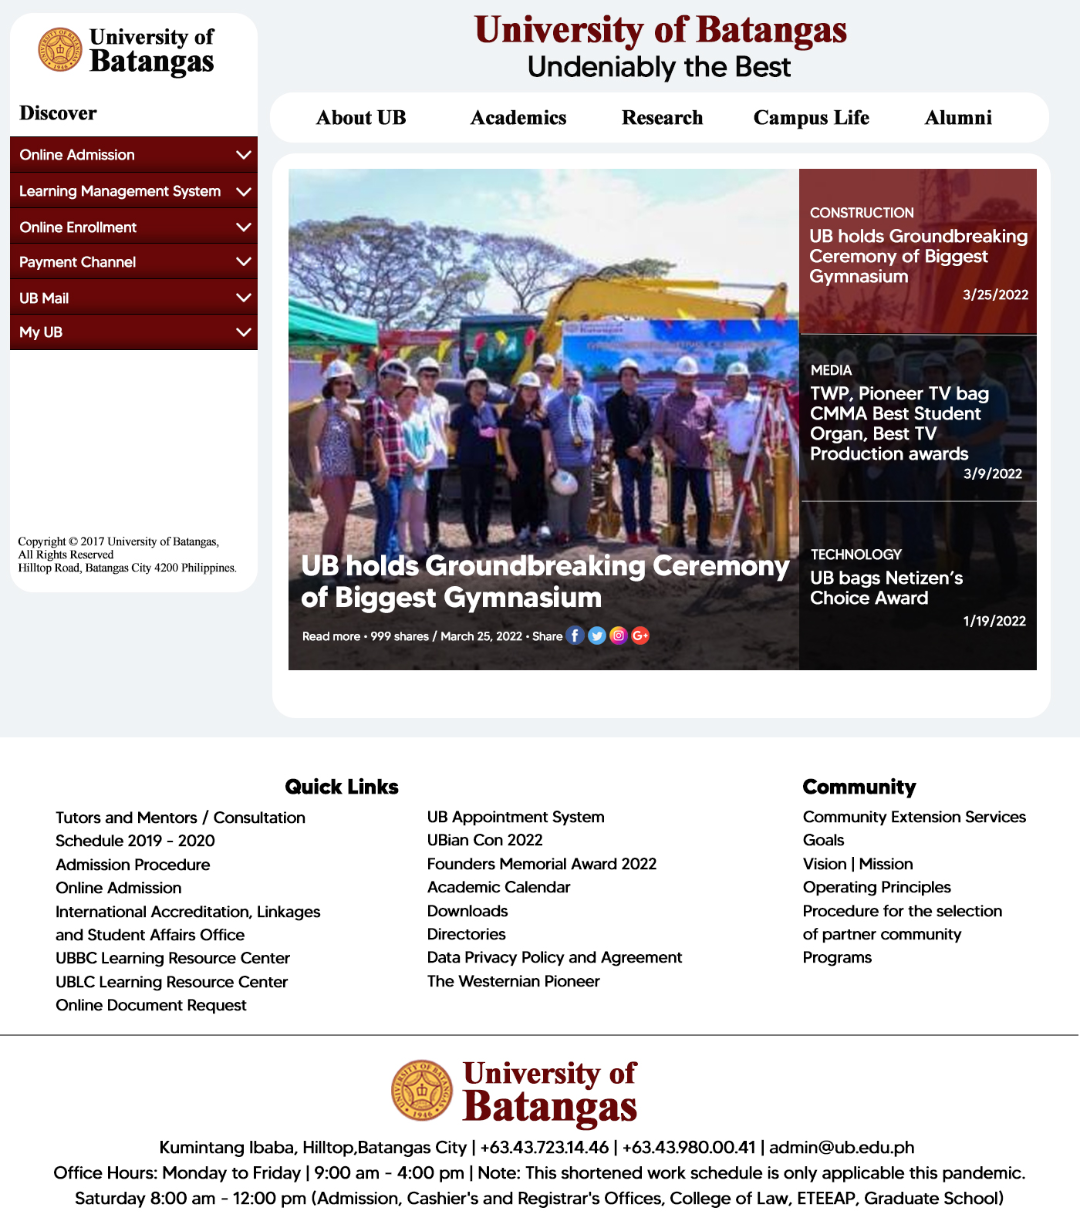 University of
Batangas
Discover
Online Admission
Learning Management System
Online Enrollment
Payment Channel
UB Mail
My UB
Copyright © 2017 University of Batangas,
All Rights Reserved
Hilltop Road, Batangas City 4200 Philippines.
University of Batangas
Undeniably the Best
About UB
Academics
Research
Campus Life
Alumni
University of
Batangas
GROUNDBREAKING CEREMONY
UB holds Groundbreaking Ceremony
of Biggest Gymnasium
Read more • 999 shares / March 25, 2022 • Share
CONSTRUCTION
UB holds Groundbreaking
Ceremony of Biggest
Gymnasium
3/25/2022
MEDIA
TWP, Pioneer TV bag
CMMA Best Student
Organ, Best TV
Production awards
3/9/2022
TECHNOLOGY
UB bags Netizen's
Choice Award
1/19/2022
Quick Links
Tutors and Mentors / Consultation
Schedule 2019 - 2020
Admission Procedure
Online Admission
International Accreditation, Linkages
and Student Affairs Office
UBBC Learning Resource Center
UBLC Learning Resource Center
Online Document Request
UB Appointment System
UBian Con 2022
Founders Memorial Award 2022
Academic Calendar
Downloads
Directories
Data Privacy Policy and Agreement
The Westernian Pioneer
Community
Community Extension Services
Goals
Vision | Mission
Operating Principles
Procedure for the selection
of partner community
Programs
UNIVERSITY OF BATANGAS
1946
University of
Batangas
Kumintang Ibaba, Hilltop,Batangas City | +63.43.723.14.46 | +63.43.980.00.41 | admin@ub.edu.ph
Office Hours: Monday to Friday | 9:00 am - 4:00 pm | Note: This shortened work schedule is only applicable this pandemic.
Saturday 8:00 am - 12:00 pm (Admission, Cashier's and Registrar's Offices, College of Law, ETEEAP, Graduate School)